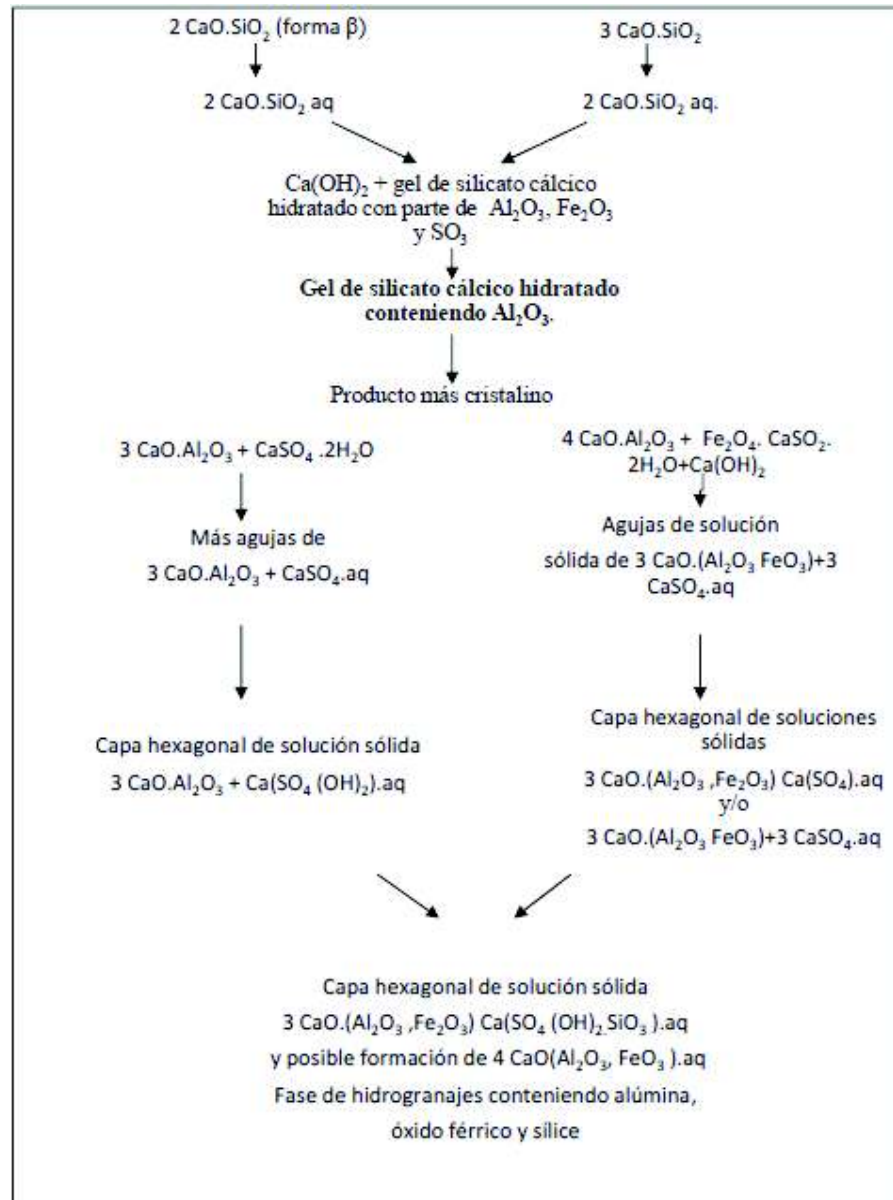 2 CaO.SiO₂ (forma β)
3 CaO.SiO₂
2 CaO.SiO₂ aq
2 CaO.SiO₂ aq.
Ca(OH)₂ + gel de silicato cálcico
hidratado con parte de Al₂O₃, Fe₂O₃
y SO₃
Gel de silicato cálcico hidratado
conteniendo Al₂O₃.
Producto más cristalino
3 CaO.Al₂O₃ + CaSO₄ .2H₂O
Más agujas de
3 CaO.Al₂O₃ + CaSO₄.aq
Capa hexagonal de solución sólida
3 CaO.Al₂O₃ + Ca(SO₄ (OH)₂).aq
4 CaO.Al₂O₃ + Fe₂O₄. CaSO₂.
2H₂O+Ca(OH)₂
Agujas de solución
sólida de 3 CaO.(Al₂O₃ FeO₃)+3
CaSO₄.aq
Capa hexagonal de soluciones
sólidas
3 CaO.(Al₂O₃ ,Fe₂O₃) Ca(SO₄).aq
y/o
3 CaO.(Al₂O₃ FeO₃)+3 CaSO₄.aq
Capa hexagonal de solución sólida
3 CaO.(Al₂O₃ ,Fe₂O₃) Ca(SO₄ (OH)₂ SiO₃ ).aq
y posible formación de 4 CaO(Al₂O₃, FeO₃ ).aq
Fase de hidrogranajes conteniendo alúmina,
óxido férrico y sílice